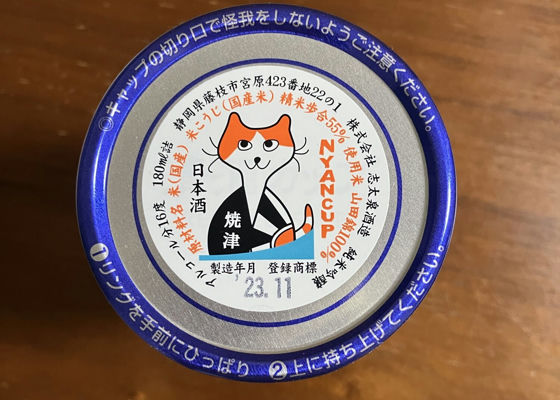 ◎キャップの切り口で怪我をしないようご注意ください。
①リングを手前にひっぱり ②上に持ち上げてください。
静岡県藤枝市宮原423番地22の1 株式会社 志太泉酒造 純米吟醸
アルコール分16度 180ml詰
原材料名 米(国産) 米こうじ(国産米) 精米歩合55% 使用米 山田錦100%
日本酒
NYANCUP
焼津
製造年月 登録商標
'23.11